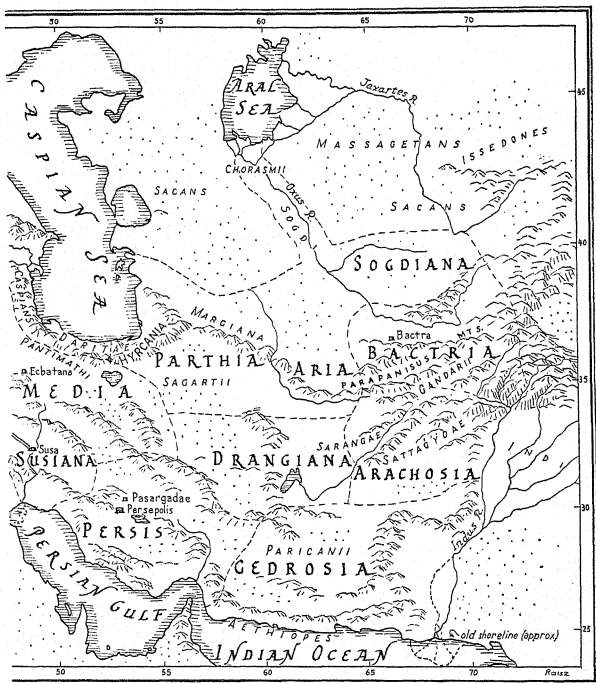 50 55 60 65 70
CASPIAN SEA
ARAL
SEA
Jaxartes R.
45
MASSAGETANS
ISSEDONES
CHORASMII
SACANS
Oxus R.
SOGD
SACANS
40
SOGDIANA
CASPIANS
MARGIANA
DARITAE
HYRCANIA
PANTIMATHI
Bactra
PARTHIA
ARIA
BACTRIA
PARAPANISUS MTS.
GANDARII
Ecbatana
SAGARTII
MEDIA
35
SARANGAE
SATTAGYDAE
Susa
SUSIANA
DRANGIANA
ARACHOSIA
INDI
Pasargadae
Persepolis
PERSIS
Indus R.
30
PARICANII
GEDROSIA
PERSIAN GULF
AETHIOPES
old shoreline (approx.)
25
INDIAN OCEAN
50 55 60 65 70
Raisz